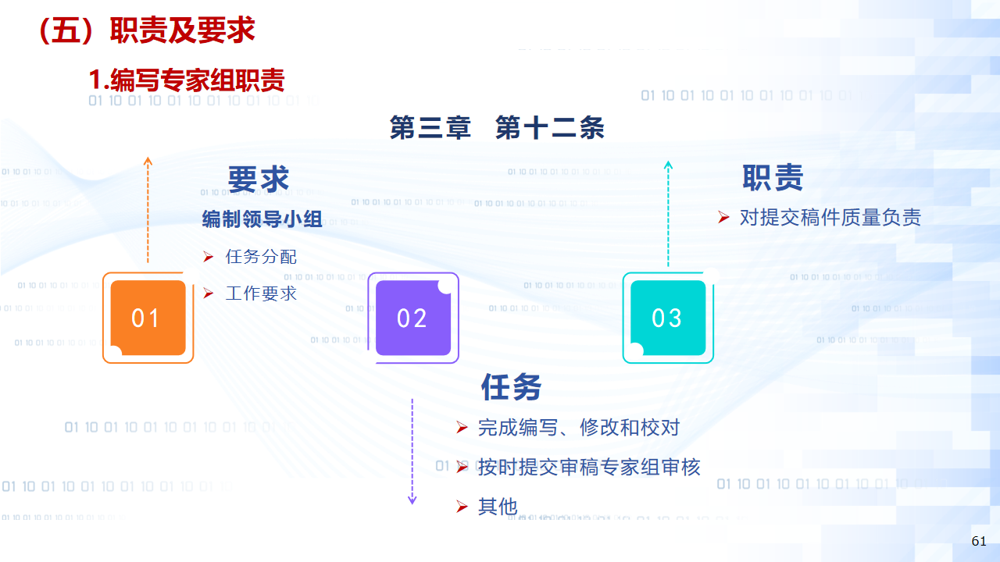 （五）职责及要求
1.编写专家组职责
第三章 第十二条
要求
编制领导小组
任务分配
工作要求
01
02
任务
完成编写、修改和校对
按时提交审稿专家组审核
其他
03
职责
对提交稿件质量负责
61